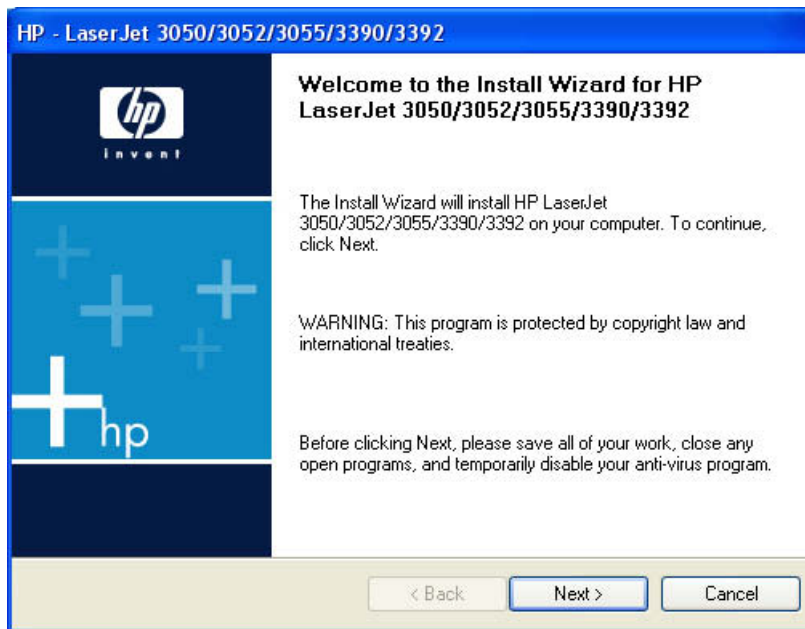 HP - LaserJet 3050/3052/3055/3390/3392
hp
invent
hp
Welcome to the Install Wizard for HP
LaserJet 3050/3052/3055/3390/3392
The Install Wizard will install HP LaserJet
3050/3052/3055/3390/3392 on your computer. To continue,
click Next.
WARNING: This program is protected by copyright law and
international treaties.
Before clicking Next, please save all of your work, close any
open programs, and temporarily disable your anti-virus program.
< Back
Next >
Cancel